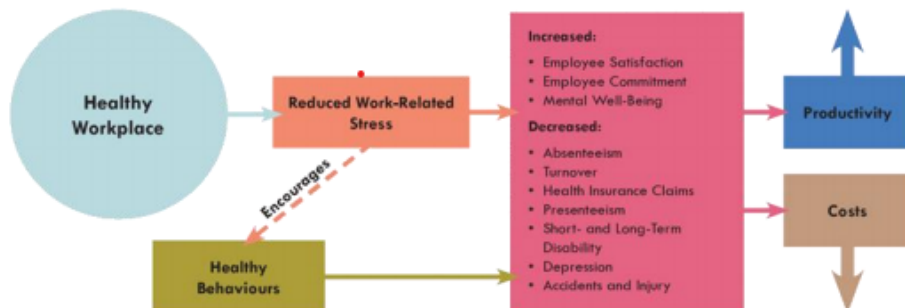 Healthy
Workplace
Reduced Work-Related
Stress
Encourages
Healthy
Behaviours
Increased:
• Employee Satisfaction
• Employee Commitment
• Mental Well-Being
Decreased:
• Absenteeism
• Turnover
• Health Insurance Claims
• Presenteeism
• Short- and Long-Term
Disability
• Depression
• Accidents and Injury
Productivity
Costs